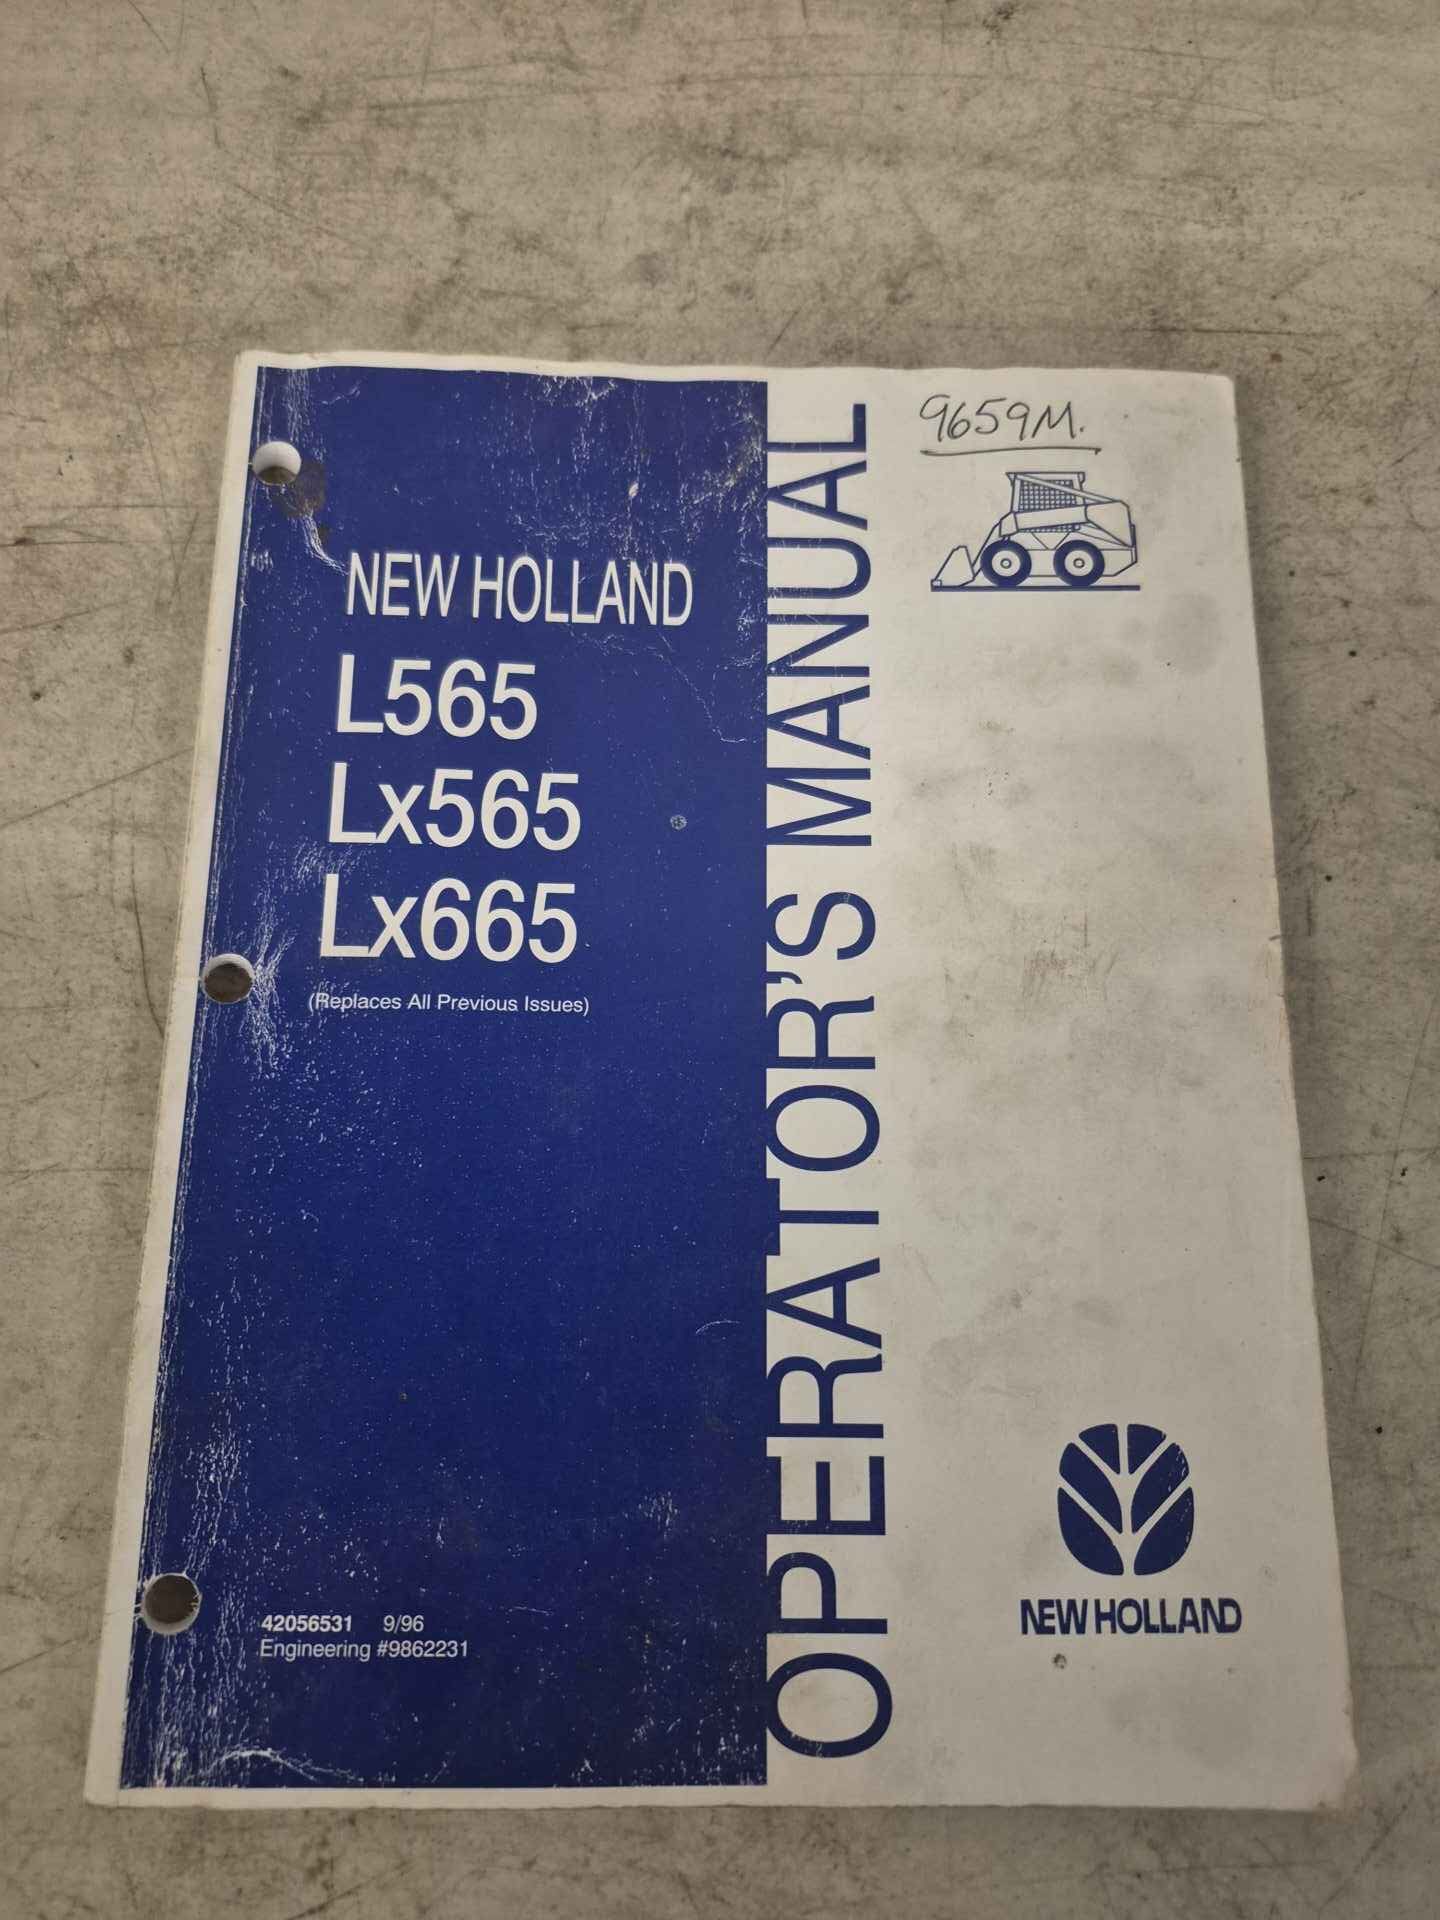 9659M.
NEW HOLLAND
L565
Lx565
Lx665
(Replaces All Previous Issues)
OPERATOR'S MANUAL
42056531 9/96
Engineering #9862231
NEW HOLLAND